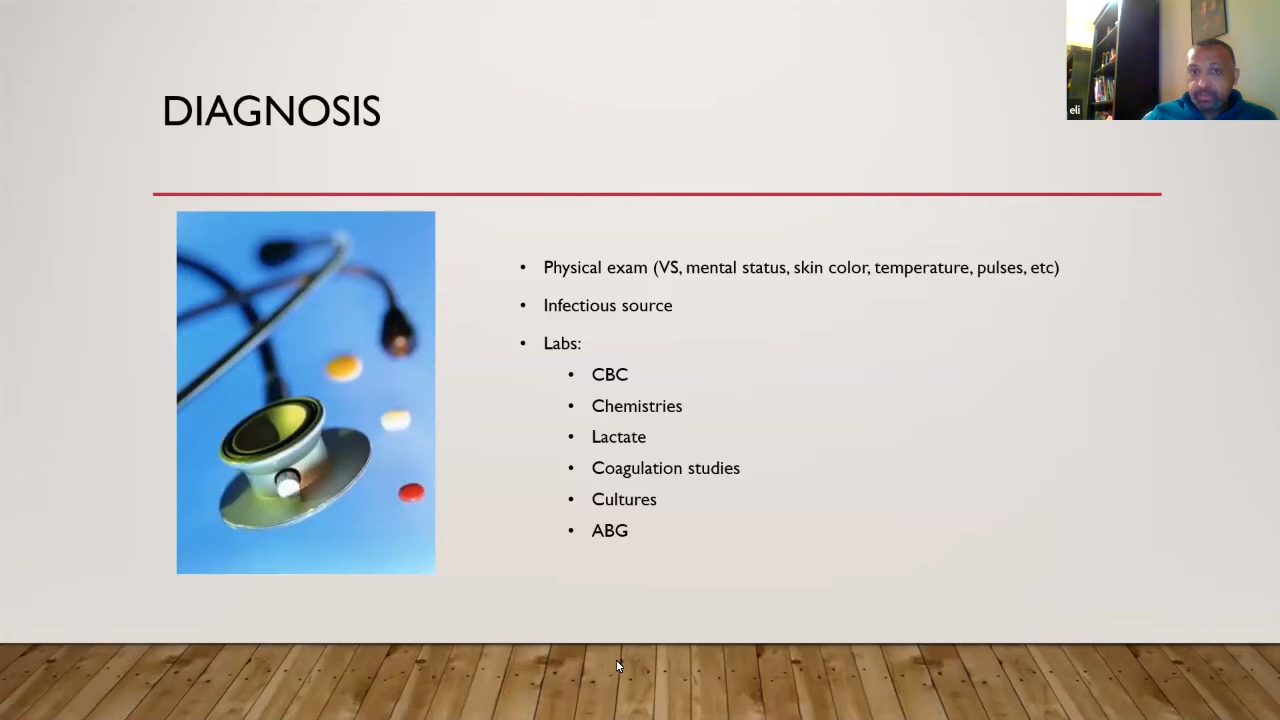 DIAGNOSIS
eli
• Physical exam (VS, mental status, skin color, temperature, pulses, etc)
• Infectious source
• Labs:
• CBC
• Chemistries
• Lactate
• Coagulation studies
• Cultures
• ABG